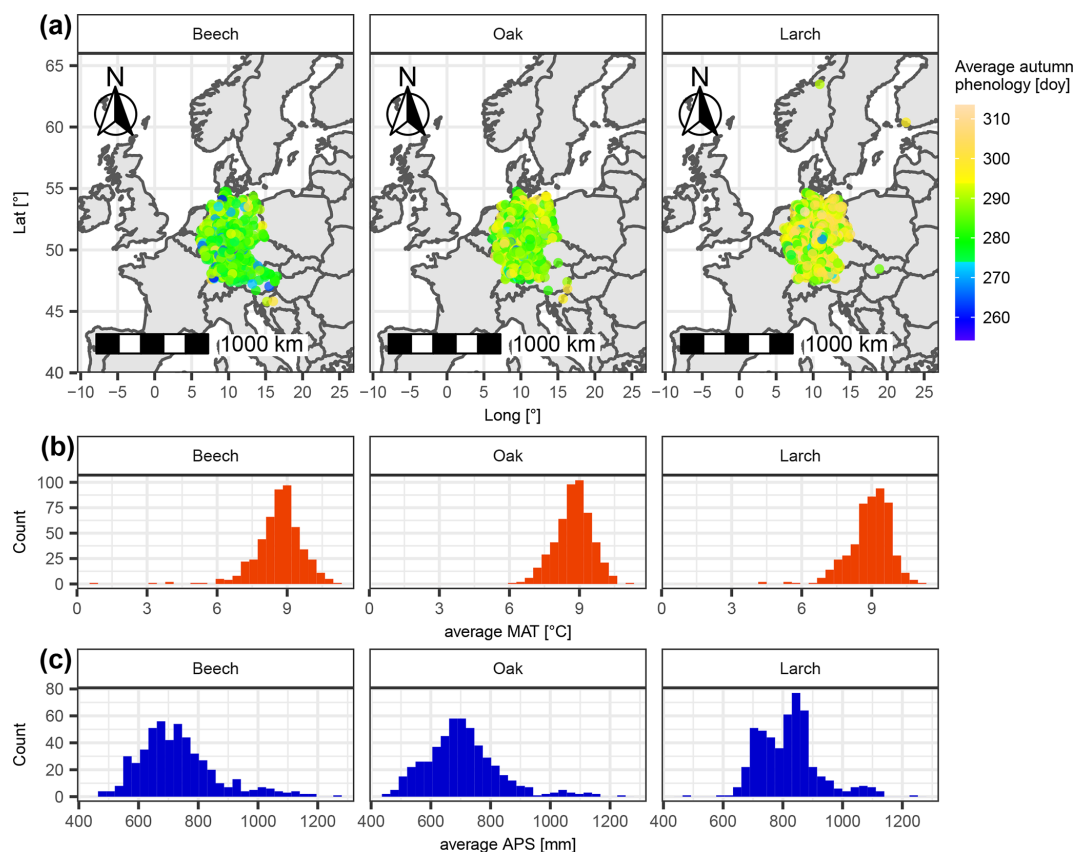 (a)
Beech
Oak
Larch
Average autumn
phenology [doy]
310
300
290
280
270
260
N
N
N
1000 km
1000 km
1000 km
Lat [°]
65
60
55
50
45
40
−10 −5 0 5 10 15 20 25
−10 −5 0 5 10 15 20 25
−10 −5 0 5 10 15 20 25
Long [°]
(b)
Beech
Oak
Larch
Count
100
75
50
25
0
0 3 6 9
0 3 6 9
0 3 6 9
average MAT [°C]
(c)
Beech
Oak
Larch
Count
80
60
40
20
0
400 600 800 1000 1200
400 600 800 1000 1200
400 600 800 1000 1200
average APS [mm]